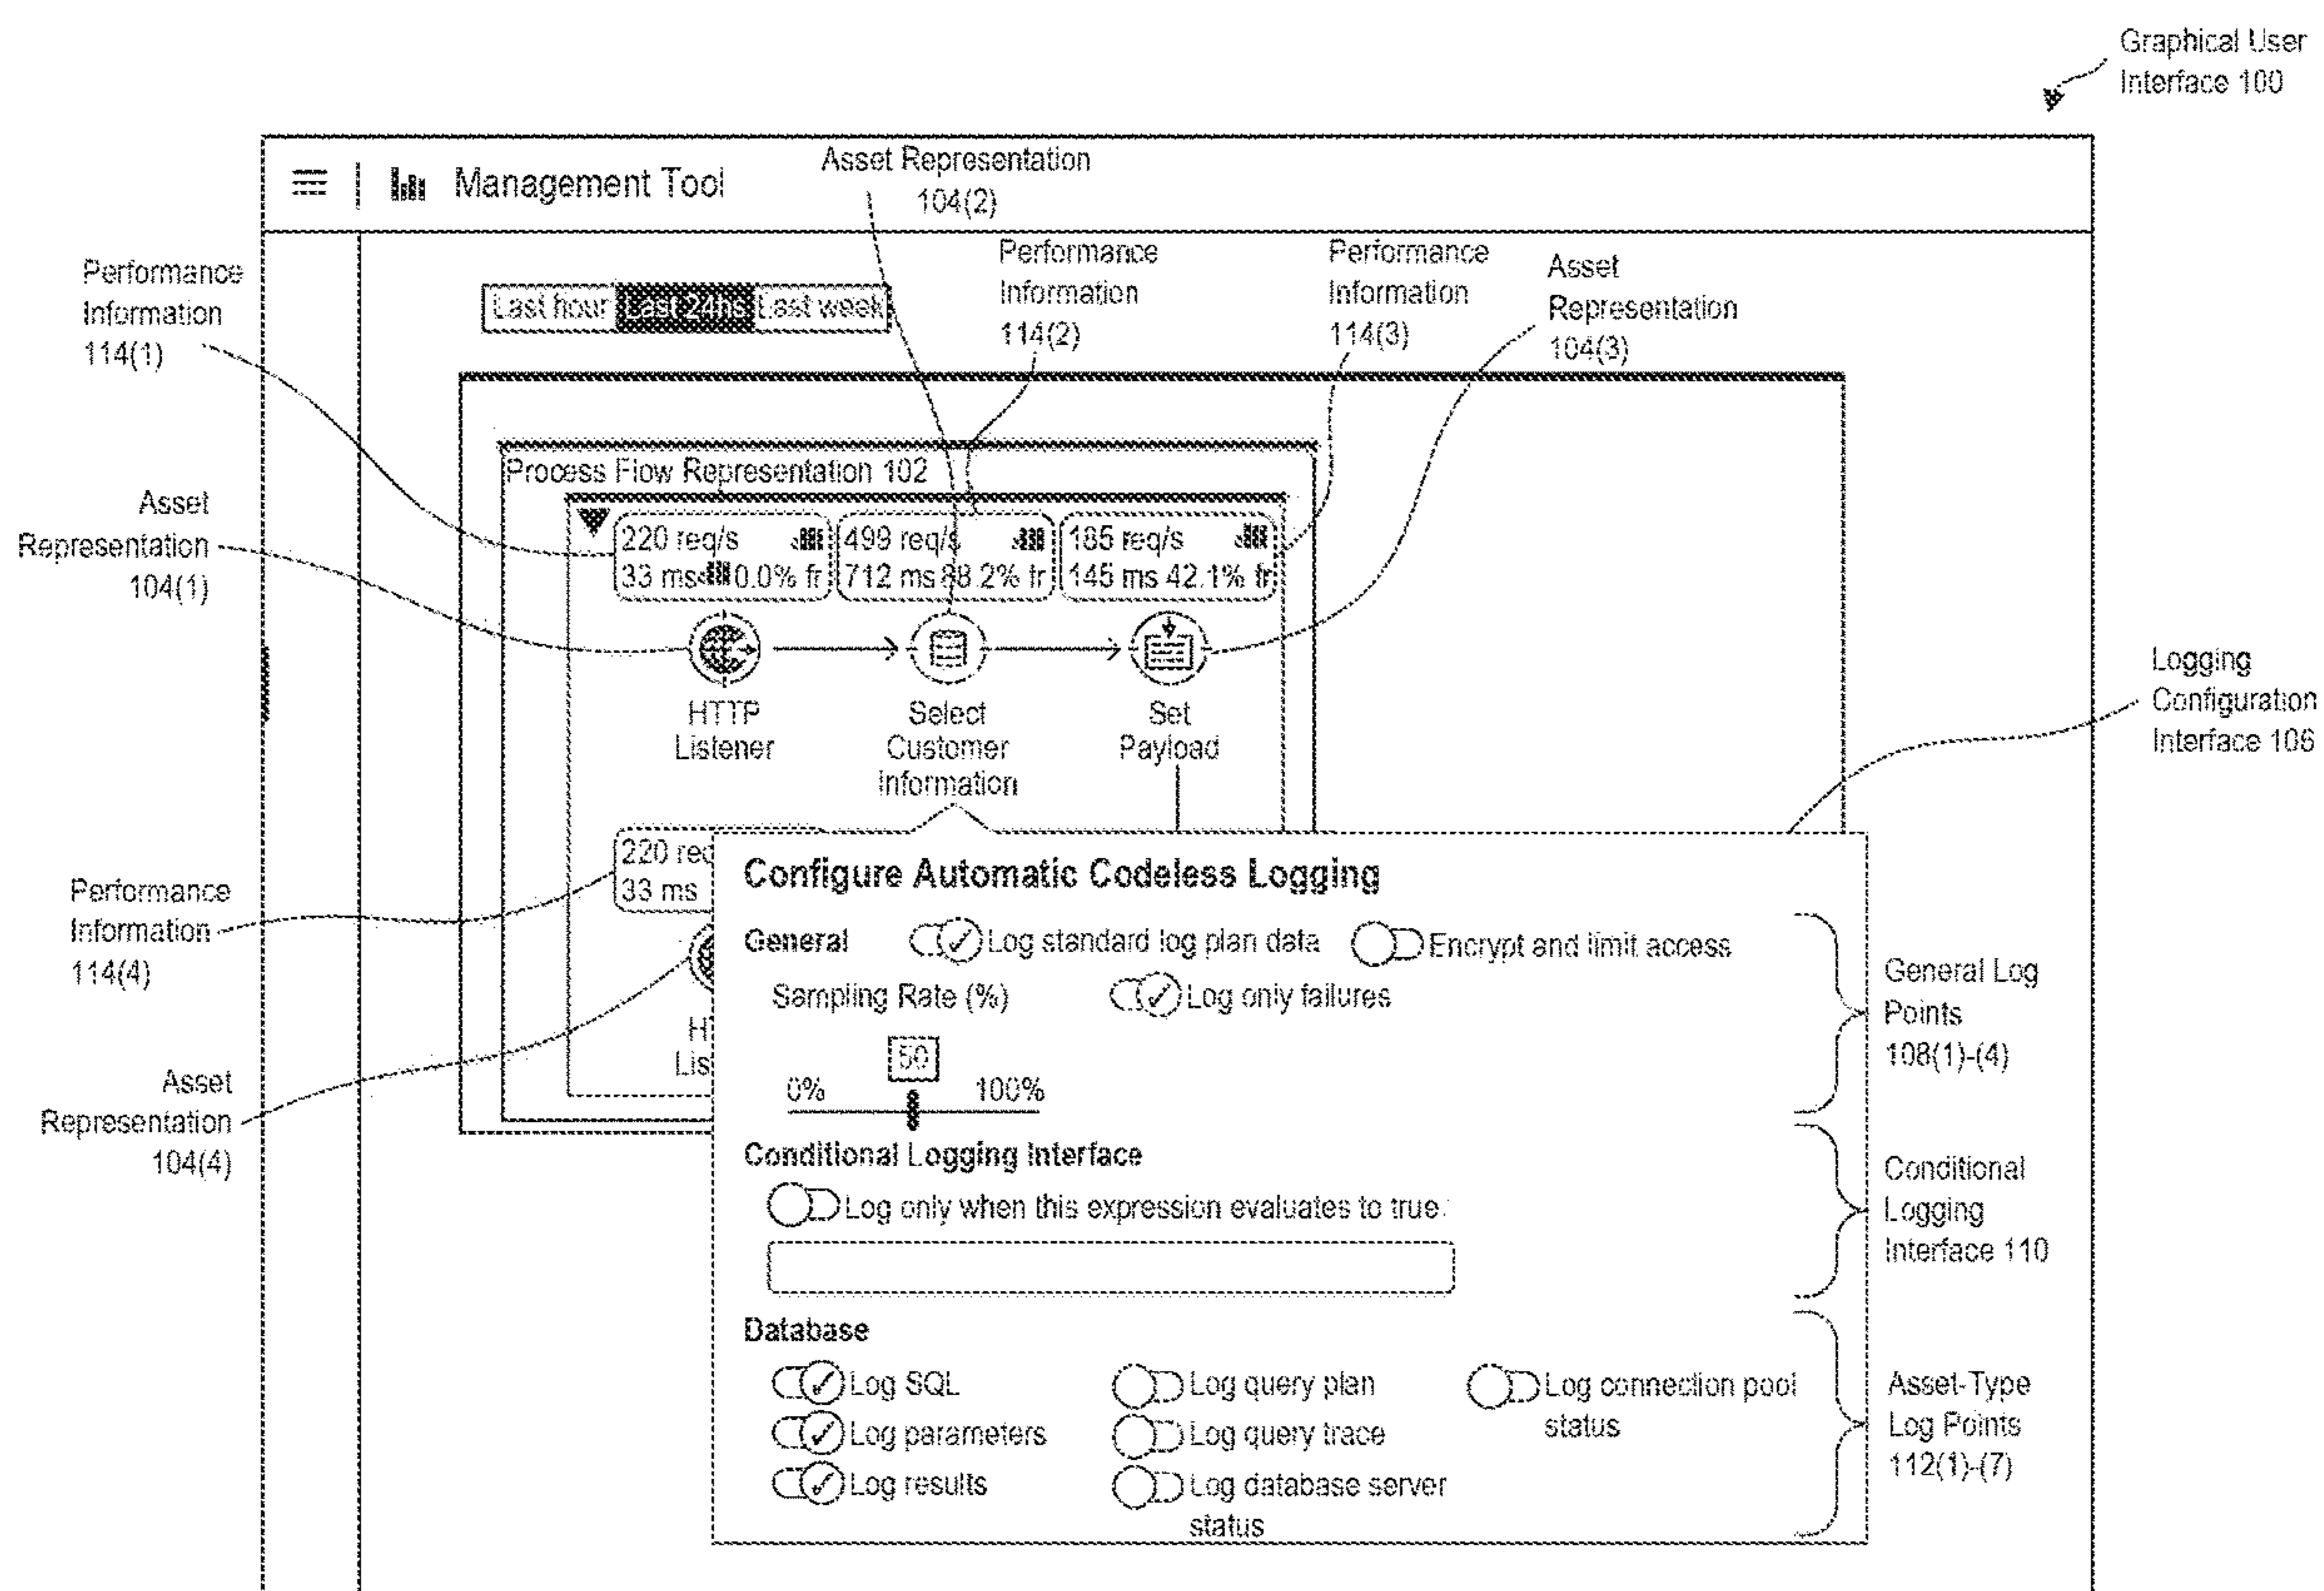 Graphical User
Interface 100
Management Tool
Asset Representation
104(2)
Performance
Information
114(1)
Last hour Last 24hs Last week
Performance
Information
114(2)
Performance
Information
114(3)
Asset
Representation
104(3)
Process Flow Representation 102
Asset
Representation
104(1)
220 req/s
33 ms 0.0% fr
499 req/s
712 ms 88.2% fr
185 req/s
145 ms 42.1% fr
HTTP
Listener
Select
Customer
Information
Set
Payload
Logging
Configuration
Interface 106
Performance
Information
114(4)
220 req
33 ms
H
Lis
Asset
Representation
104(4)
Configure Automatic Codeless Logging
General
Log standard log plan data
Encrypt and limit access
Sampling Rate (%)
Log only failures
50
0% 100%
General Log
Points
108(1)-(4)
Conditional Logging Interface
Log only when this expression evaluates to true:
Conditional
Logging
Interface 110
Database
Log SQL
Log query plan
Log connection pool
status
Log parameters
Log query trace
Log results
Log database server
status
Asset-Type
Log Points
112(1)-(7)